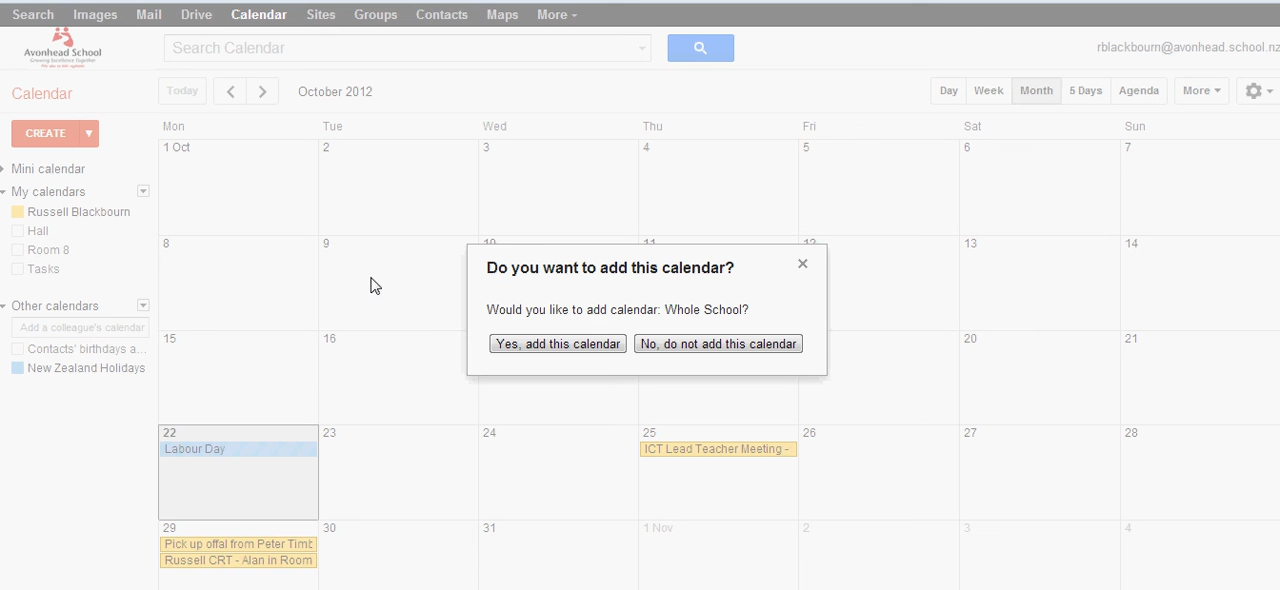 Search Images Mail Drive Calendar Sites Groups Contacts Maps More
Avonhead School
Growing Excellence Together
Search Calendar
rblackbourn@avonhead.school.nz
Calendar
Today
October 2012
Day Week Month 5 Days Agenda More
CREATE
Mini calendar
My calendars
Russell Blackbourn
Hall
Room 8
Tasks
Other calendars
Add a colleague's calendar
Contacts' birthdays a...
New Zealand Holidays
Mon Tue Wed Thu Fri Sat Sun
1 Oct 2 3 4 5 6 7
8 9 10 11 12 13 14
Do you want to add this calendar?
Would you like to add calendar: Whole School?
Yes, add this calendar No, do not add this calendar
15 16 20 21
22 23 24 25 26 27 28
Labour Day ICT Lead Teacher Meeting -
29 30 31 1 Nov 2 3 4
Pick up offal from Peter
Russell CRT - Alan in Room